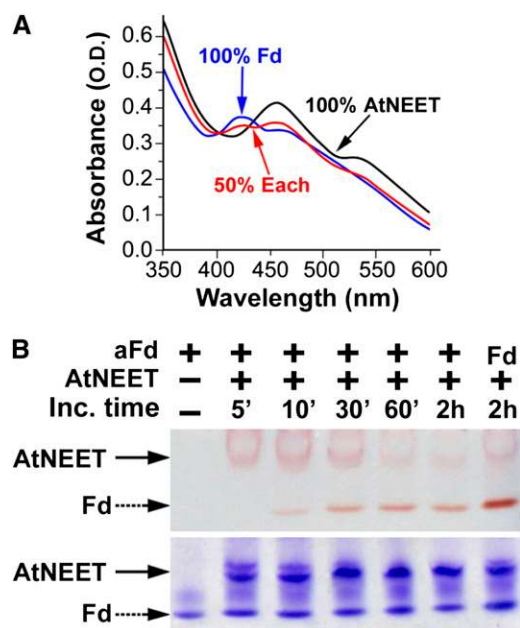 A
Absorbance (O.D.)
0.6
0.5
0.4
0.3
0.2
0.1
0.0
100% Fd
100% AtNEET
50% Each
350 400 450 500 550 600
Wavelength (nm)
B
aFd + + + + + + Fd
AtNEET − + + + + + +
Inc. time − 5' 10' 30' 60' 2h 2h
AtNEET
Fd
AtNEET
Fd